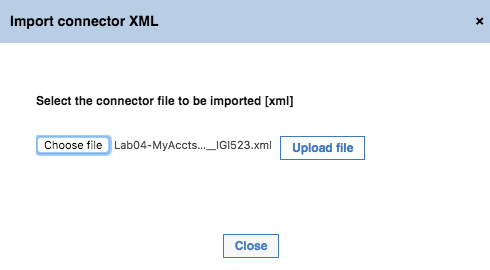 Import connector XML ×
Select the connector file to be imported [xml]
Choose file Lab04-MyAccts...__IGI523.xml Upload file
Close